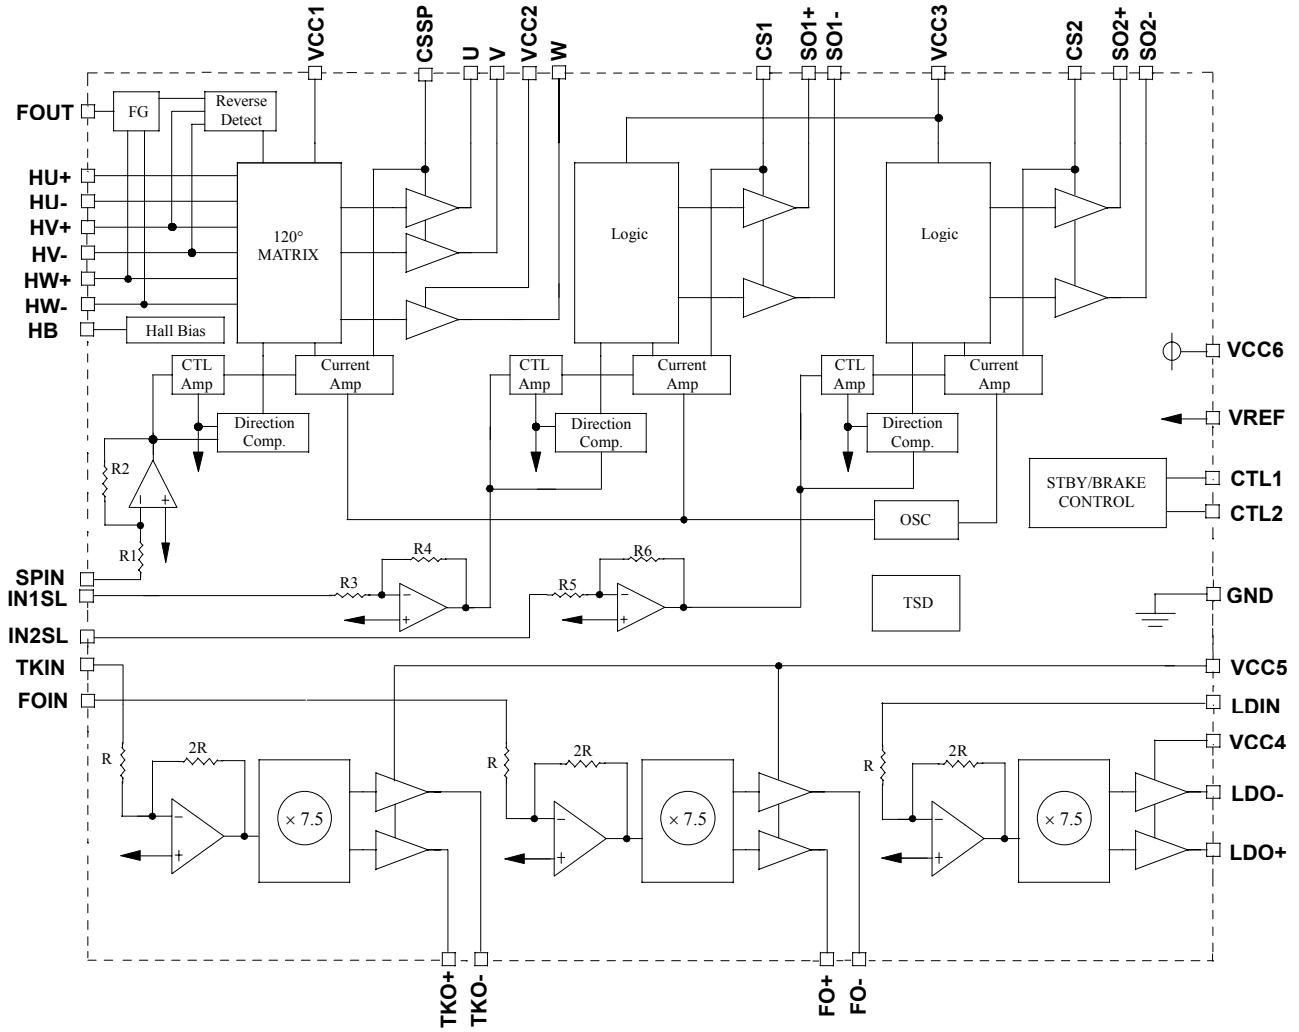 VCC1
CSSP
U
V
VCC2
W
CS1
SO1+
SO1-
VCC3
CS2
SO2+
SO2-
FOUT
FG
Reverse
Detect
HU+
HU-
HV+
HV-
HW+
HW-
HB
Hall Bias
120°
MATRIX
Logic
Logic
VCC6
CTL
Amp
Current
Amp
CTL
Amp
Current
Amp
CTL
Amp
Current
Amp
Direction
Comp.
Direction
Comp.
Direction
Comp.
VREF
R2
STBY/BRAKE
CONTROL
CTL1
CTL2
OSC
R1
R4
R6
SPIN
IN1SL
R3
R5
TSD
GND
IN2SL
TKIN
VCC5
FOIN
LDIN
VCC4
R
2R
R
2R
R
2R
× 7.5
× 7.5
× 7.5
LDO-
LDO+
TKO+
TKO-
FO+
FO-